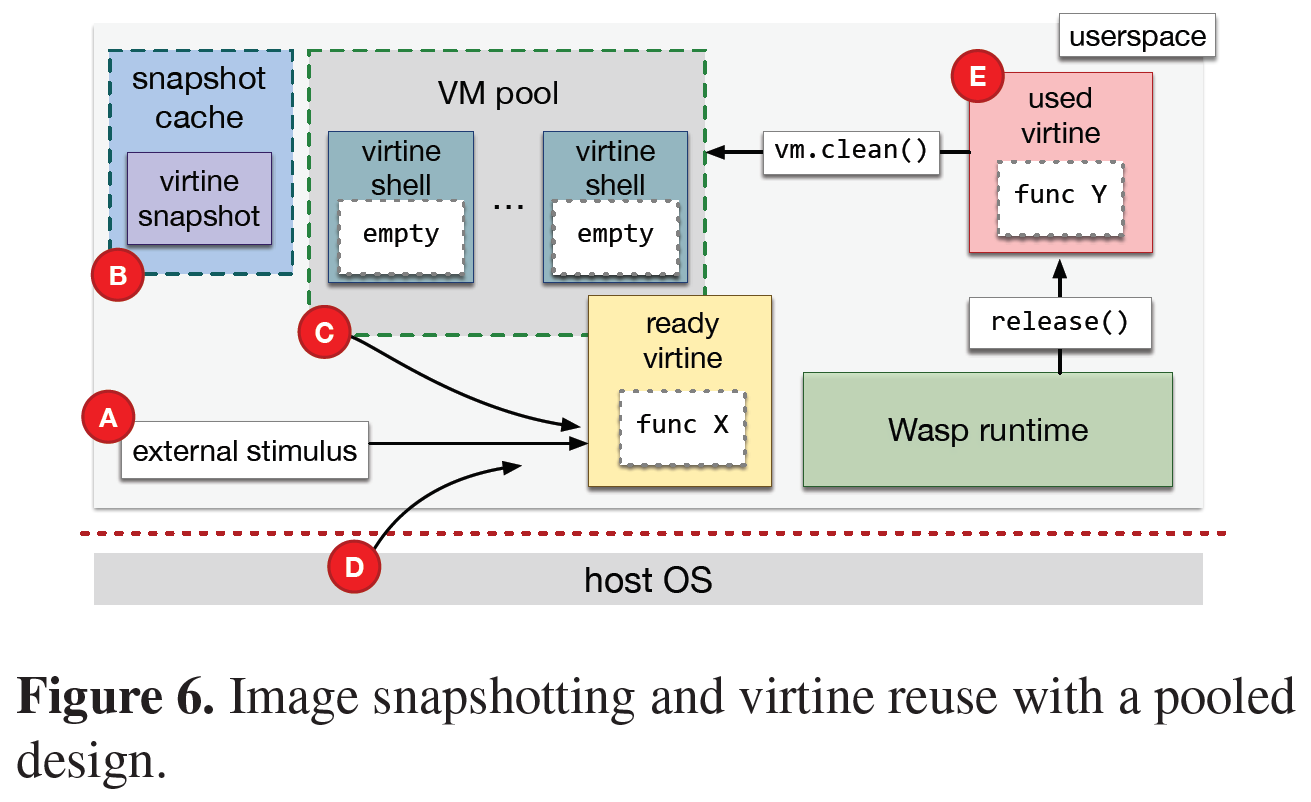 userspace
snapshot
cache
virtine
snapshot
B
VM pool
virtine
shell
empty
...
virtine
shell
empty
C
vm.clean()
E
used
virtine
func Y
release()
Wasp runtime
ready
virtine
func X
A
external stimulus
D
host OS
Figure 6. Image snapshotting and virtine reuse with a pooled
design.